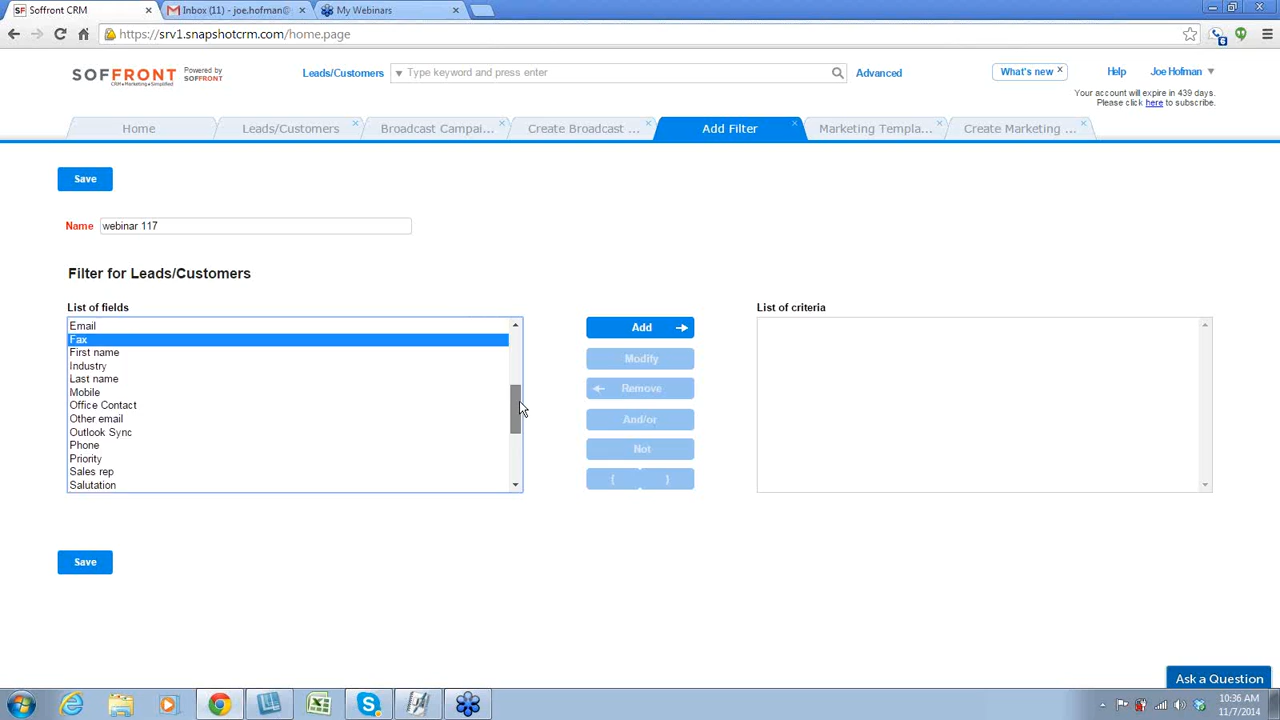 SF Soffront CRM
Inbox (11) - joe.hofman@
My Webinars
https://srv1.snapshotcrm.com/home.page
6
SOFFRONT
CRM•Marketing•Simplified
Powered by
SOFFRONT
Leads/Customers
Type keyword and press enter
Advanced
What's new x
Help
Joe Hofman
Your account will expire in 439 days.
Please click here to subscribe.
Home
Leads/Customers
Broadcast Campai...
Create Broadcast ...
Add Filter
Marketing Templa...
Create Marketing ...
Save
Name webinar 117
Filter for Leads/Customers
List of fields
Email
Fax
First name
Industry
Last name
Mobile
Office Contact
Other email
Outlook Sync
Phone
Priority
Sales rep
Salutation
Add
Modify
Remove
And/or
Not
{ }
List of criteria
Save
Ask a Question
10:36 AM
11/7/2014